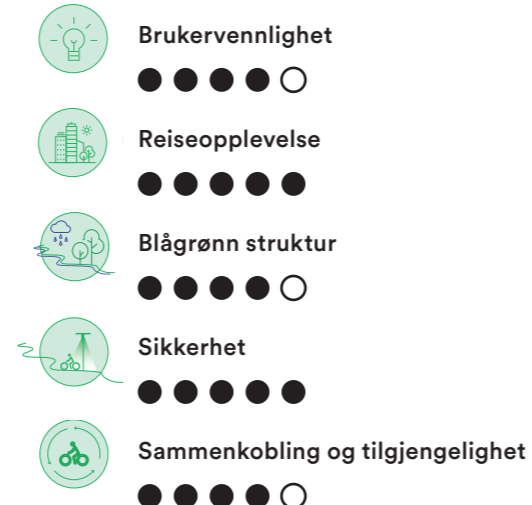 Brukervennlighet
Reiseopplevelse
Blågrønn struktur
Sikkerhet
Sammenkobling og tilgjengelighet